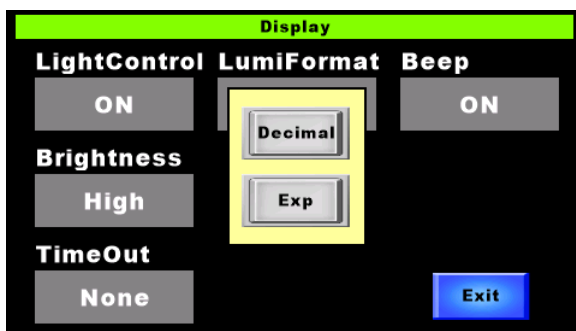 Display
LightControl LumiFormat Beep
ON ON
Decimal
Brightness
High Exp
TimeOut
None Exit